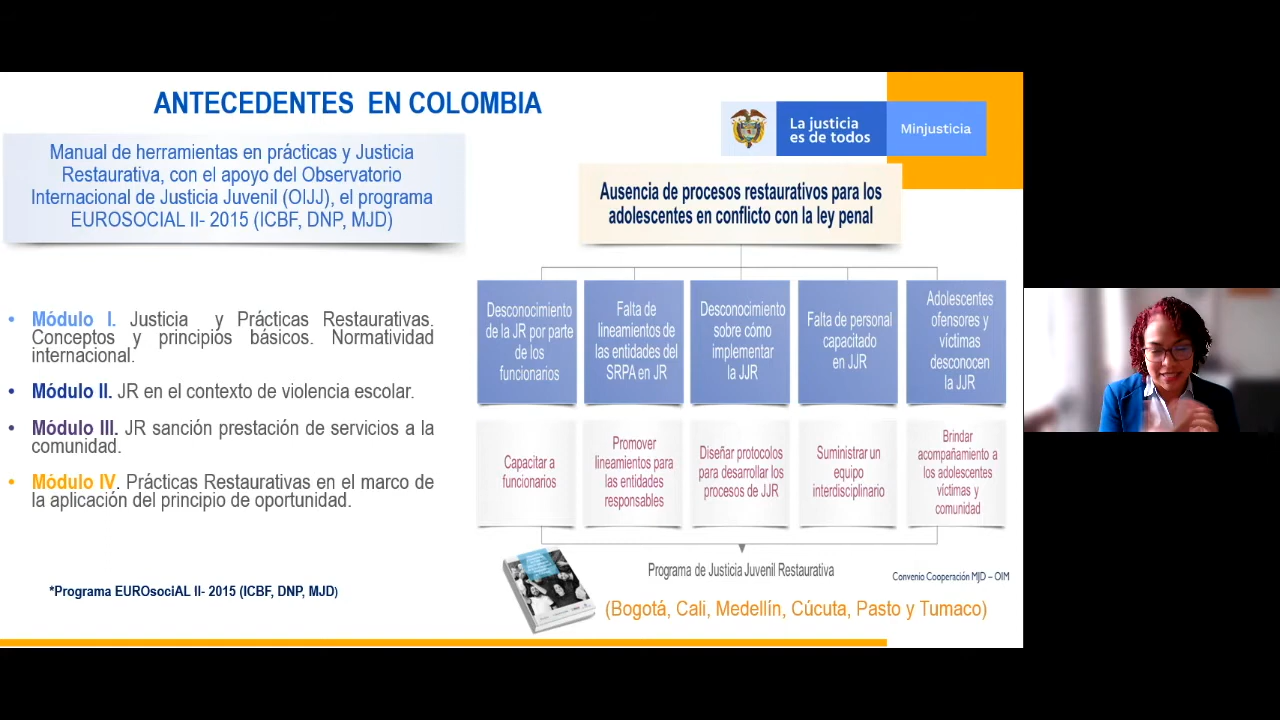 ANTECEDENTES EN COLOMBIA
La justicia
es de todos
Minjusticia
Manual de herramientas en prácticas y Justicia
Restaurativa, con el apoyo del Observatorio
Internacional de Justicia Juvenil (OIJJ), el programa
EUROSOCIAL II- 2015 (ICBF, DNP, MJD)
• Módulo I. Justicia y Prácticas Restaurativas.
Conceptos y principios básicos. Normatividad
internacional.
• Módulo II. JR en el contexto de violencia escolar.
• Módulo III. JR sanción prestación de servicios a la
comunidad.
• Módulo IV. Prácticas Restaurativas en el marco de
la aplicación del principio de oportunidad.
*Programa EUROsociAL II- 2015 (ICBF, DNP, MJD)
Ausencia de procesos restaurativos para los
adolescentes en conflicto con la ley penal
Desconocimiento
de la JR por parte
de los
funcionarios
Falta de
lineamientos de
las entidades del
SRPA en JR
Desconocimiento
sobre cómo
implementar
la JJR
Falta de personal
capacitado
en JJR
Adolescentes
ofensores y
víctimas
desconocen
la JJR
Capacitar a
funcionarios
Promover
lineamientos para
las entidades
responsables
Diseñar protocolos
para desarrollar los
procesos de JJR
Suministrar un
equipo
interdisciplinario
Brindar
acompañamiento a
los adolescentes
víctimas y
comunidad
Programa de Justicia Juvenil Restaurativa
Convenio Cooperación MJD – OIM
(Bogotá, Cali, Medellín, Cúcuta, Pasto y Tumaco)